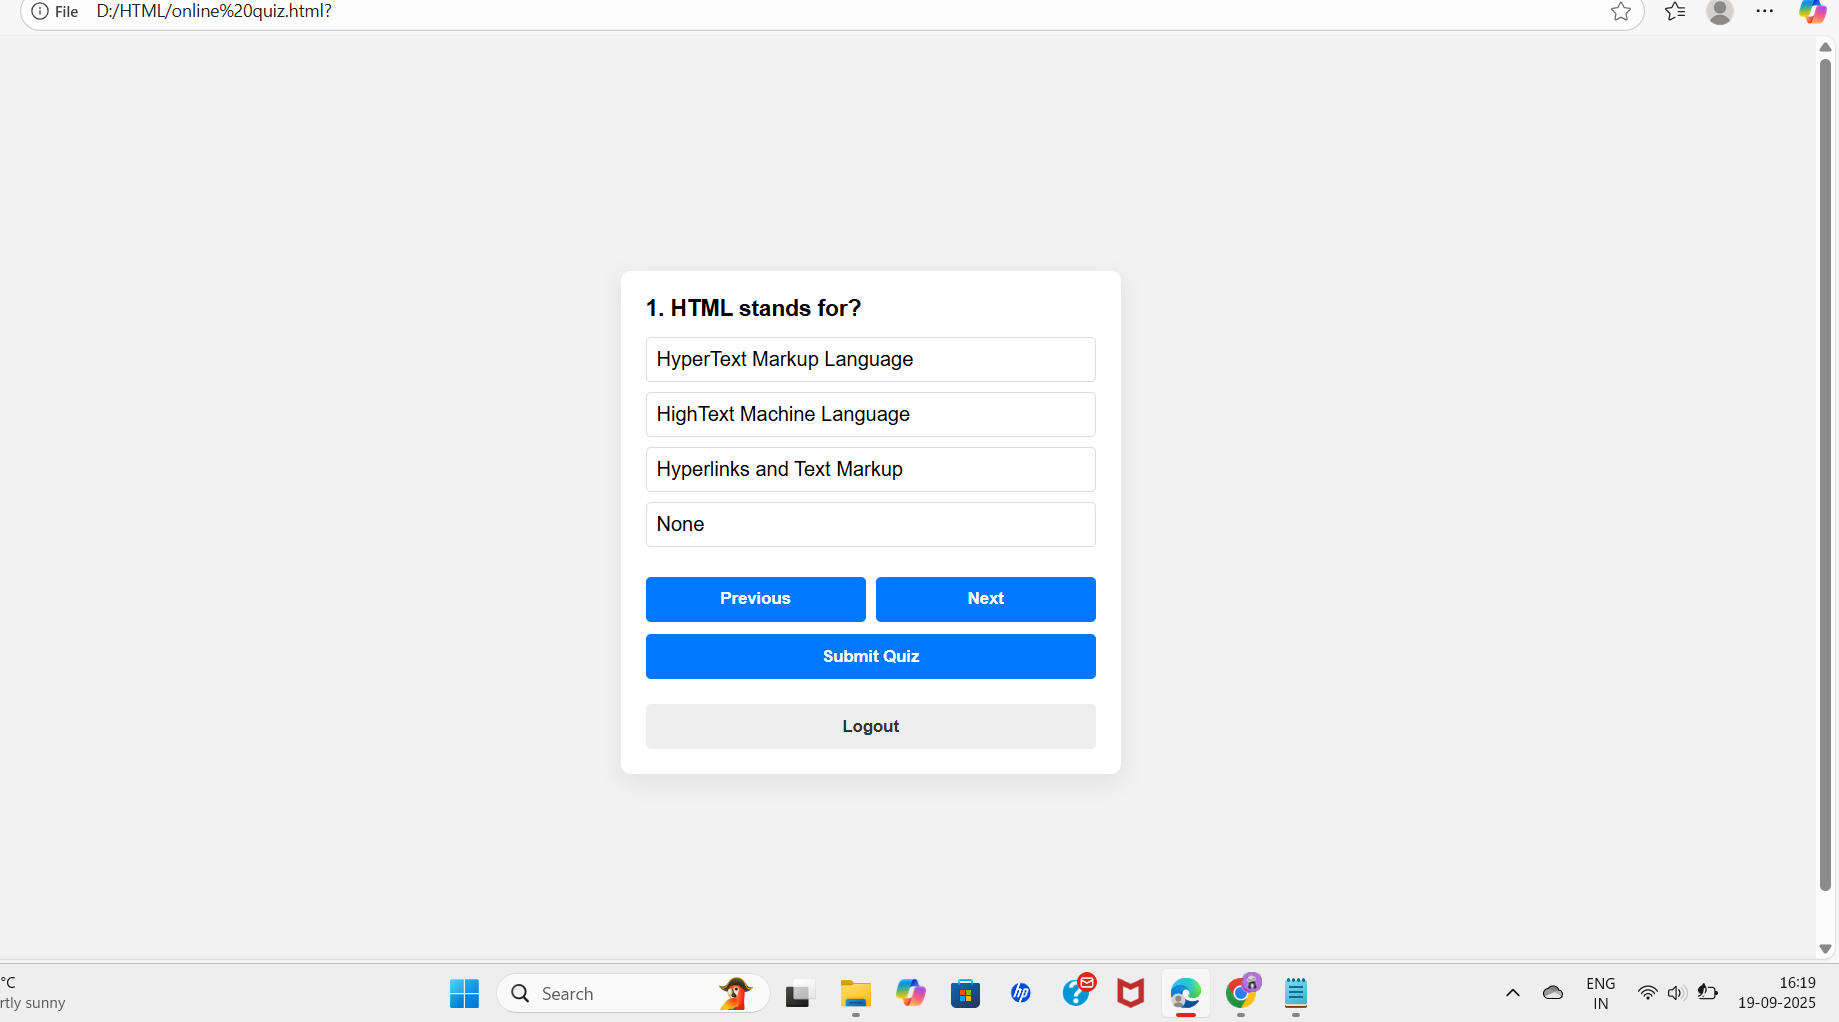 File D:/HTML/online%20quiz.html?
1. HTML stands for?
HyperText Markup Language
HighText Machine Language
Hyperlinks and Text Markup
None
Previous Next
Submit Quiz
Logout
°C
rtly sunny
Search
hp
ENG
IN
16:19
19-09-2025